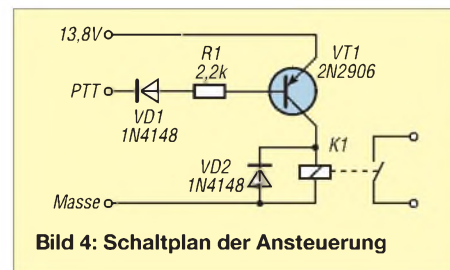 13,8V
R1
2,2k
VT1
2N2906
PTT
VD1
1N4148
K1
VD2
1N4148
Masse
Bild 4: Schaltplan der Ansteuerung